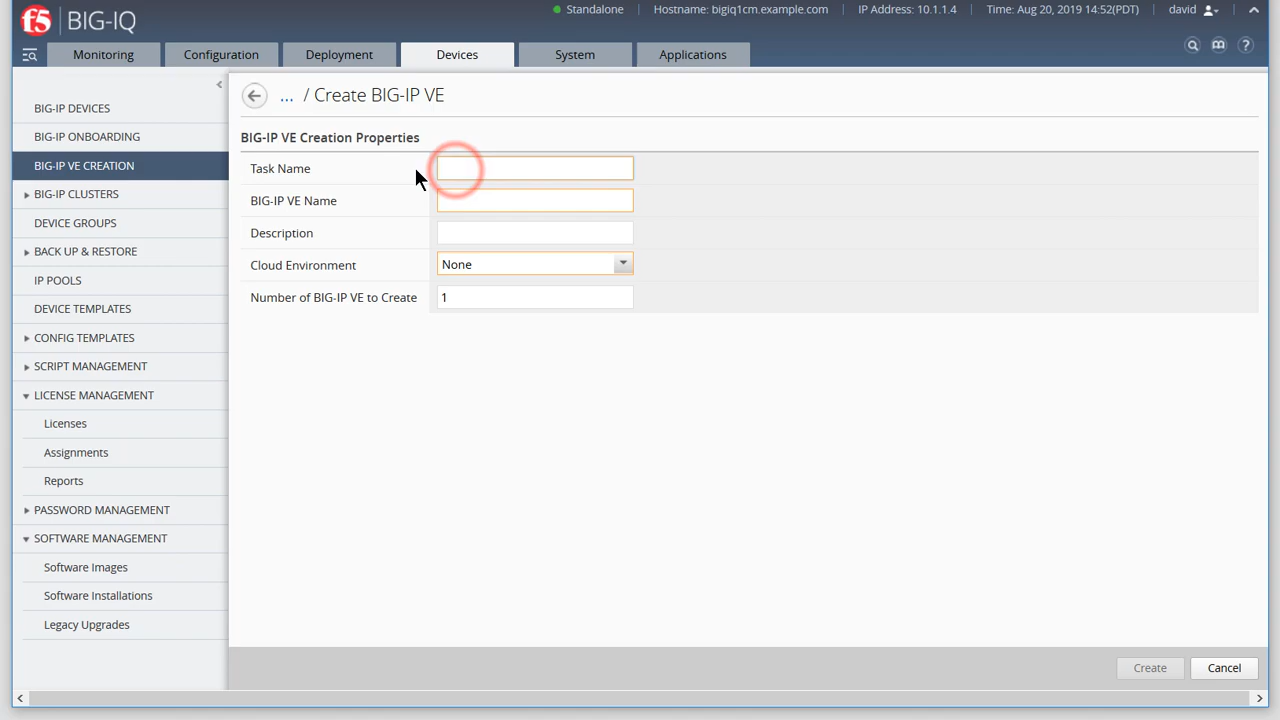 f5 BIG-IQ
Standalone
Hostname: bigiq1cm.example.com
IP Address: 10.1.1.4
Time: Aug 20, 2019 14:52(PDT)
david
Monitoring
Configuration
Deployment
Devices
System
Applications
BIG-IP DEVICES
BIG-IP ONBOARDING
BIG-IP VE CREATION
BIG-IP CLUSTERS
DEVICE GROUPS
BACK UP & RESTORE
IP POOLS
DEVICE TEMPLATES
CONFIG TEMPLATES
SCRIPT MANAGEMENT
LICENSE MANAGEMENT
Licenses
Assignments
Reports
PASSWORD MANAGEMENT
SOFTWARE MANAGEMENT
Software Images
Software Installations
Legacy Upgrades
... / Create BIG-IP VE
BIG-IP VE Creation Properties
Task Name
BIG-IP VE Name
Description
Cloud Environment
None
Number of BIG-IP VE to Create
1
Create
Cancel